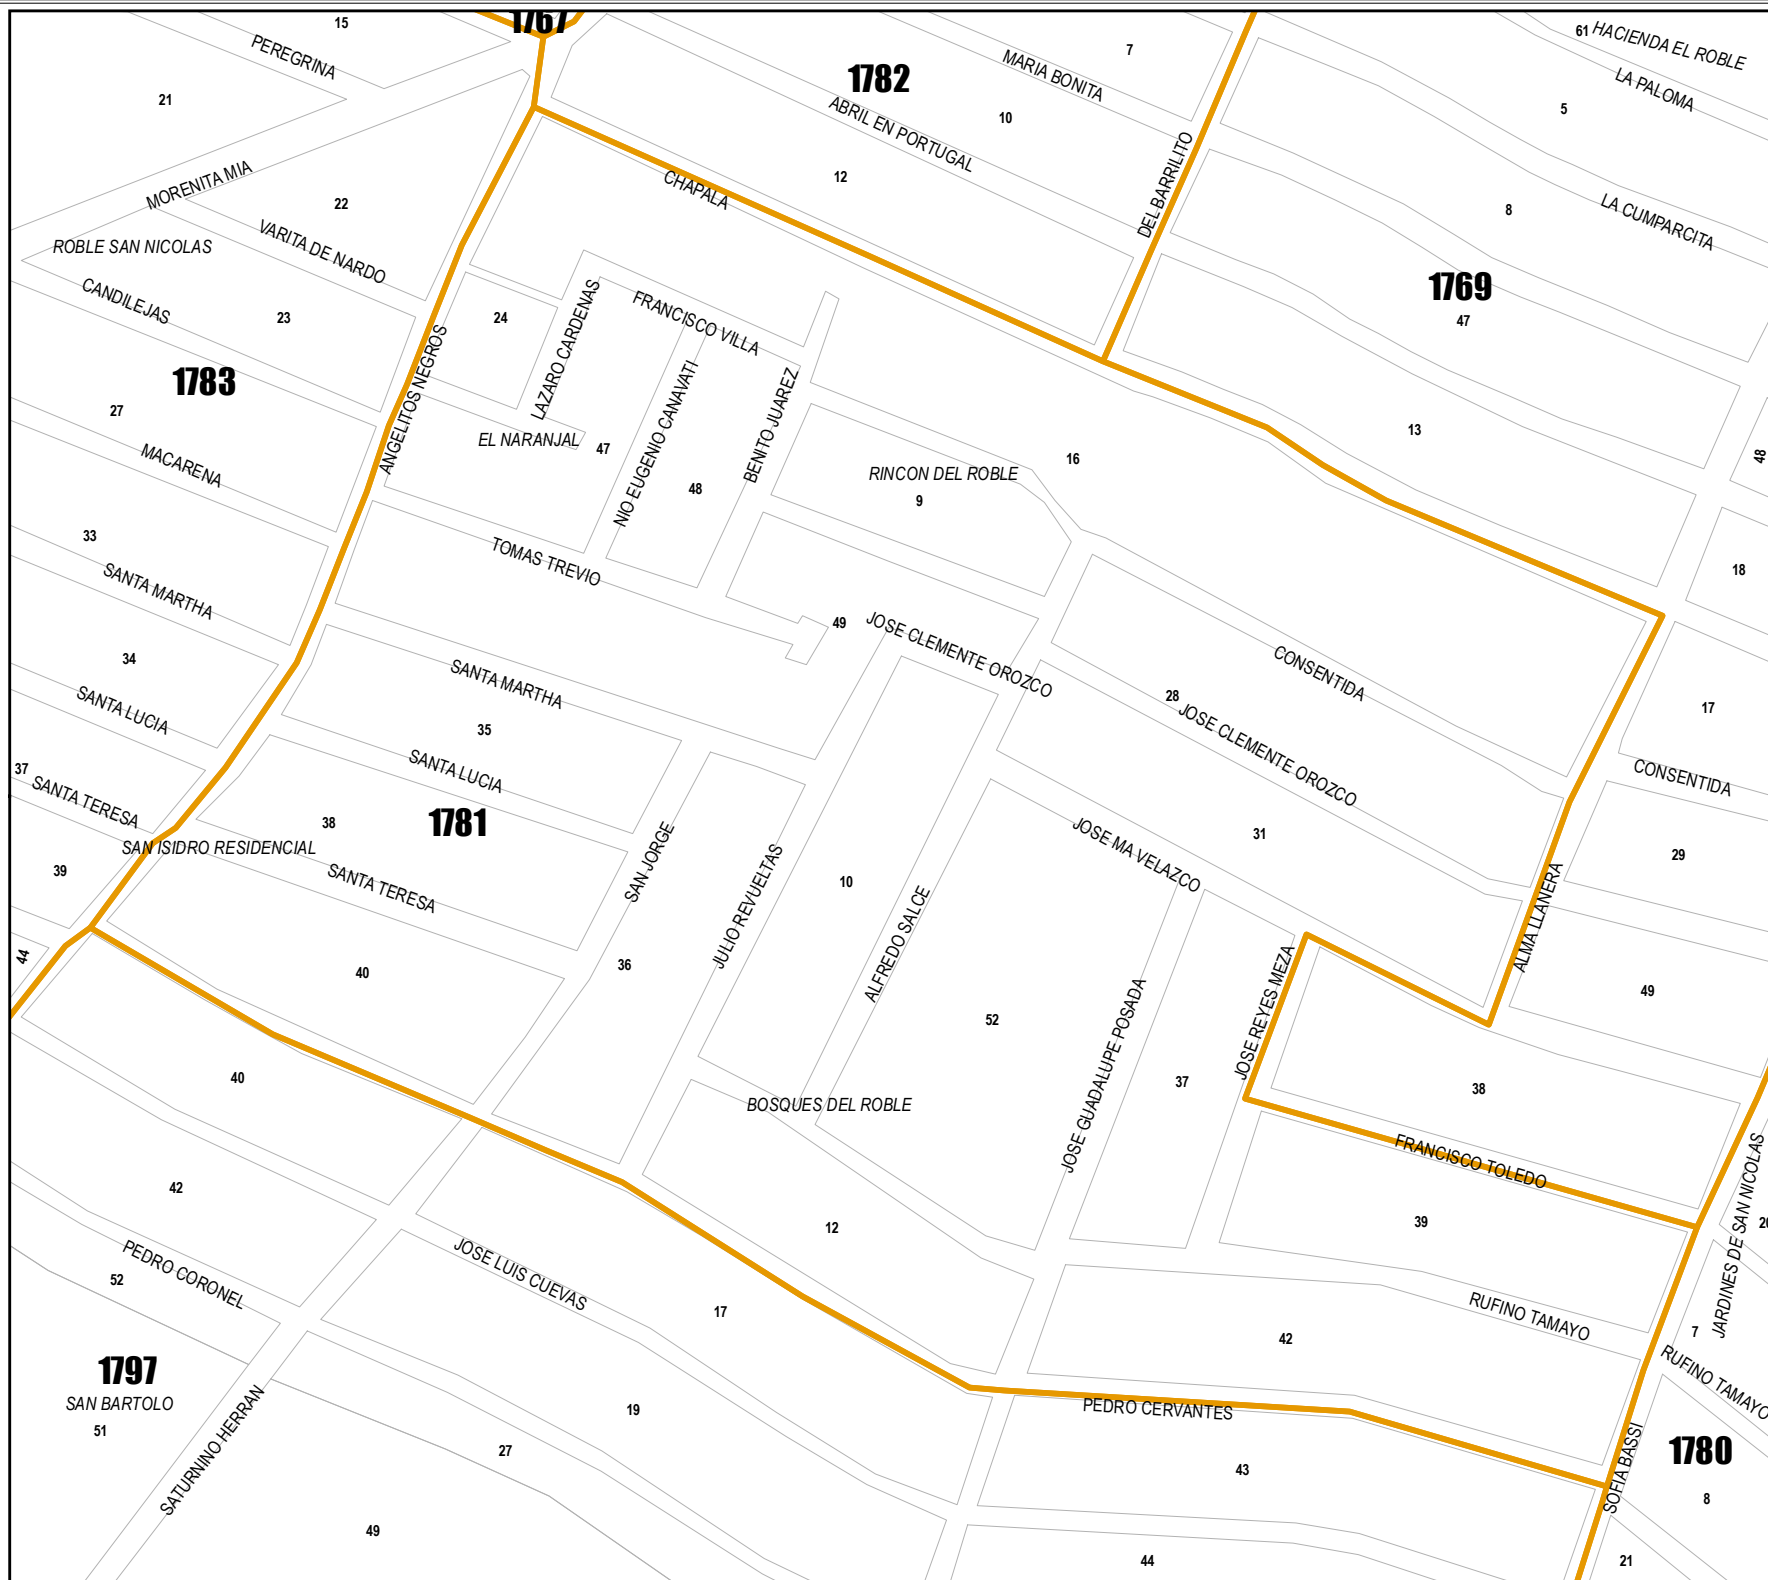 1767
15
61
HACIENDA EL ROBLE
PEREGRINA
7
MARIA BONITA
1782
LA PALOMA
21
ABRIL EN PORTUGAL
10
5
MORENITA MIA
CHAPALA
12
DEL BARRILITO
22
8
LA CUMPARCITA
ROBLE SAN NICOLAS
VARITA DE NARDO
CANDILEJAS
23
24
LAZARO CARDENAS
FRANCISCO VILLA
1769
47
1783
ANGELITOS NEGROS
27
EL NARANJAL
47
NIO EUGENIO CANAVATI
BENITO JUAREZ
48
16
13
48
MACARENA
RINCON DEL ROBLE
9
33
TOMAS TREVIO
18
SANTA MARTHA
49
JOSE CLEMENTE OROZCO
34
SANTA MARTHA
CONSENTIDA
28
JOSE CLEMENTE OROZCO
17
SANTA LUCIA
35
SANTA LUCIA
37
SANTA TERESA
CONSENTIDA
38
1781
SAN JORGE
JOSE MA VELAZCO
31
29
SAN ISIDRO RESIDENCIAL
39
SANTA TERESA
JULIO REVUELTAS
10
ALFREDO SALCE
ALMA LLANERA
44
40
36
52
JOSE GUADALUPE POSADA
JOSE REYES MEZA
49
40
BOSQUES DEL ROBLE
37
38
FRANCISCO TOLEDO
JARDINES DE SAN NICOLAS
42
12
39
20
PEDRO CORONEL
52
JOSE LUIS CUEVAS
17
42
RUFINO TAMAYO
7
RUFINO TAMAYO
1797
SAN BARTOLO
51
SATURNINO HERRAN
19
PEDRO CERVANTES
27
43
SOFIA BASSI
1780
8
49
44
21